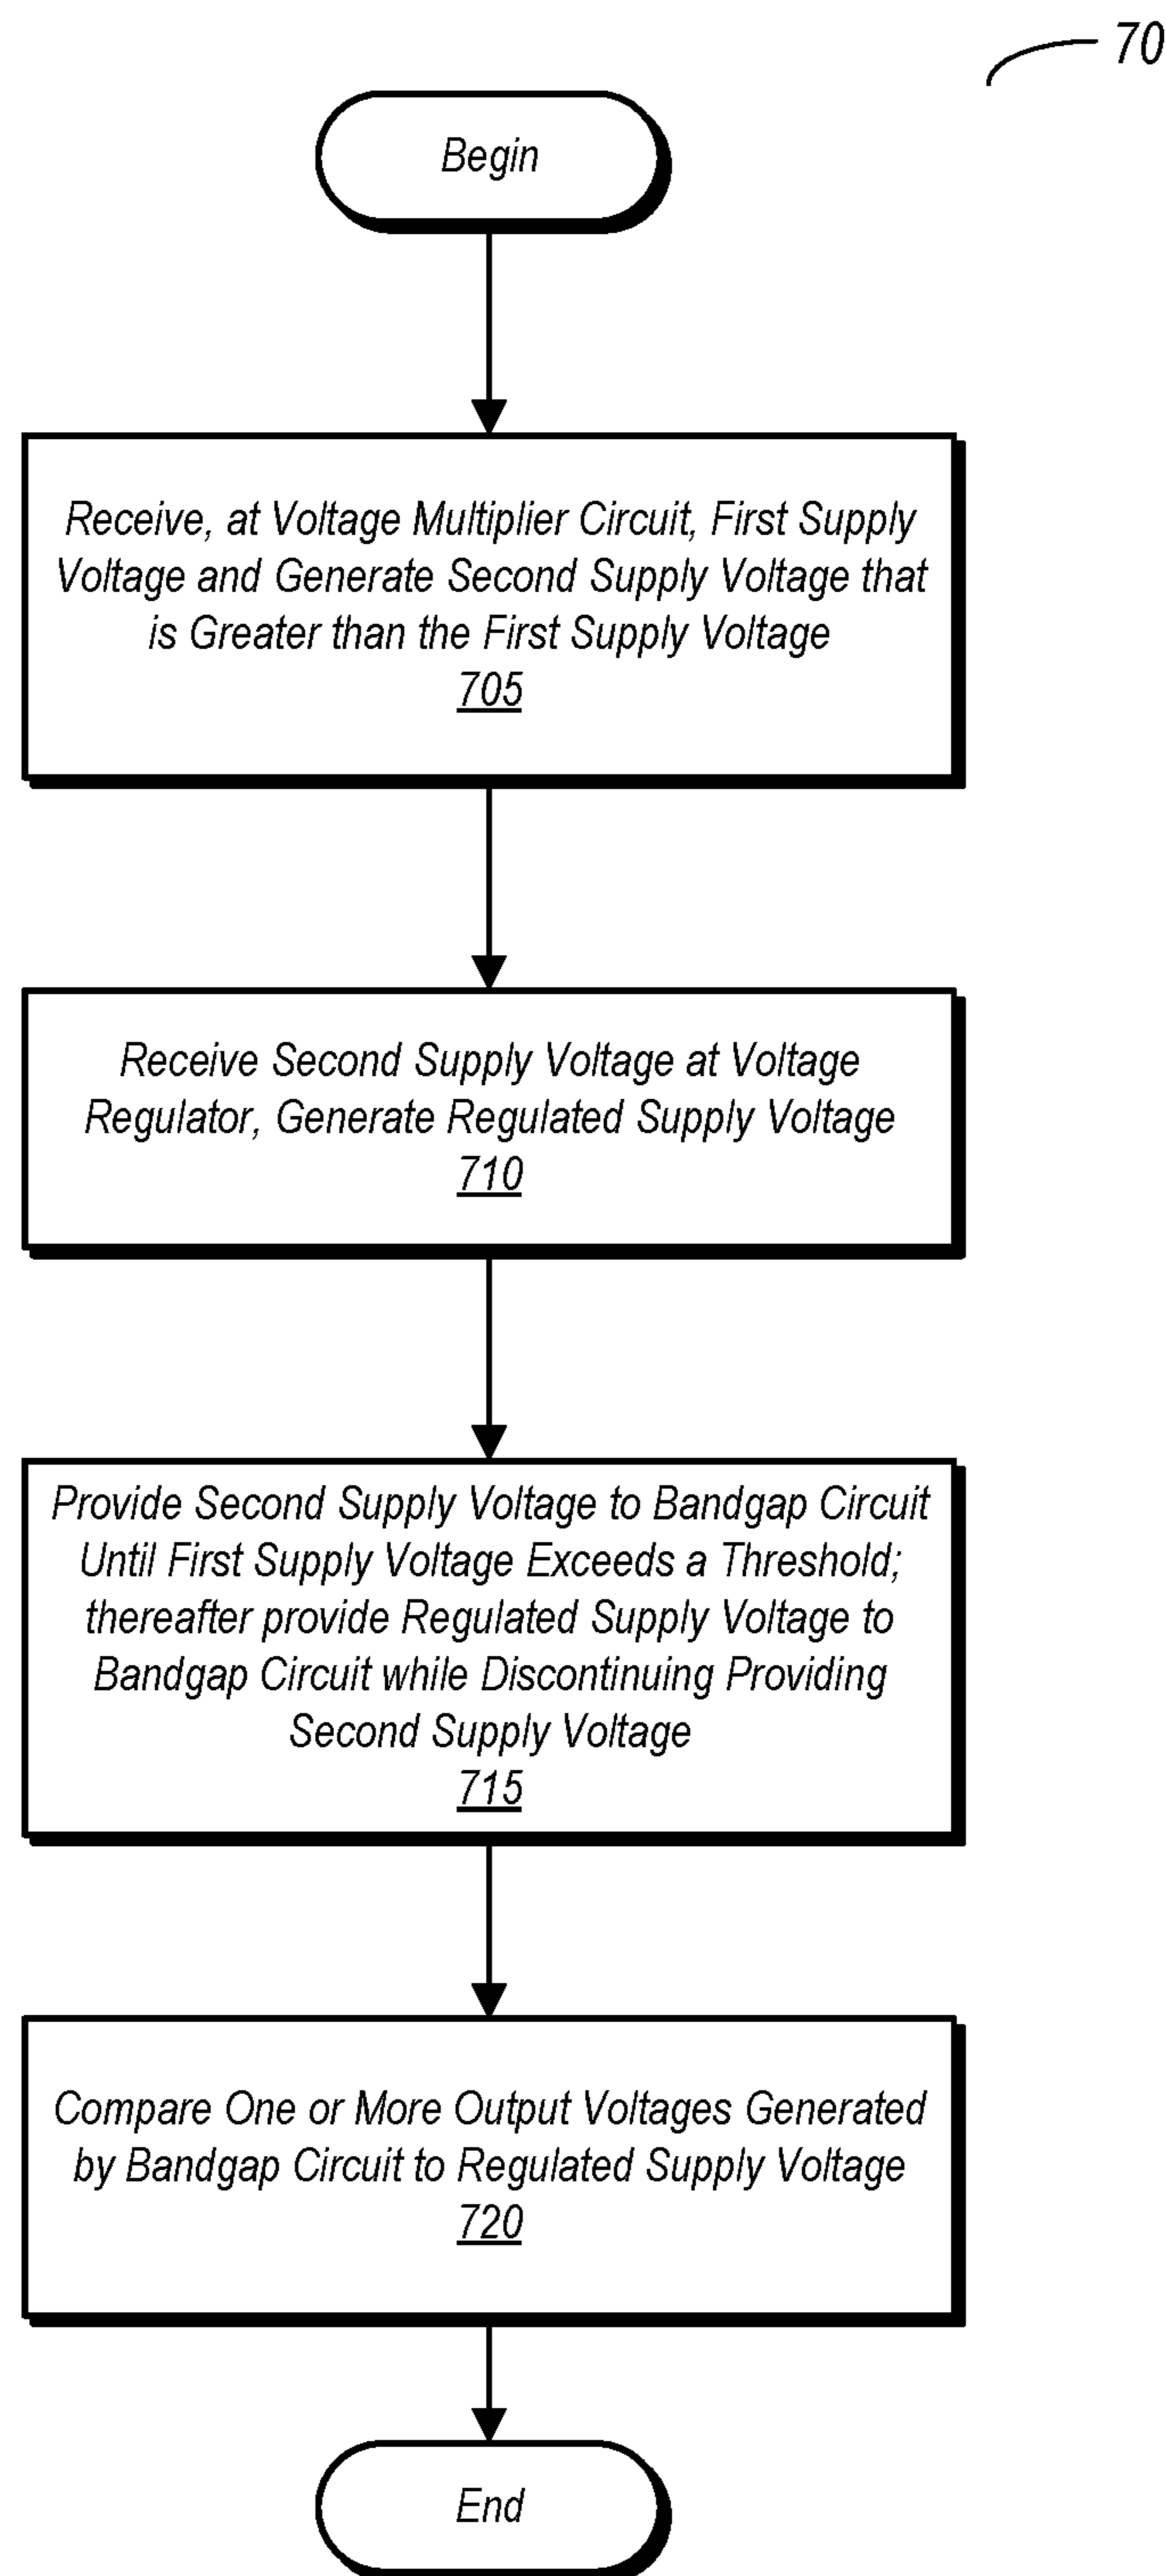 70
Begin
Receive, at Voltage Multiplier Circuit, First Supply
Voltage and Generate Second Supply Voltage that
is Greater than the First Supply Voltage
705
Receive Second Supply Voltage at Voltage
Regulator, Generate Regulated Supply Voltage
710
Provide Second Supply Voltage to Bandgap Circuit
Until First Supply Voltage Exceeds a Threshold;
thereafter provide Regulated Supply Voltage to
Bandgap Circuit while Discontinuing Providing
Second Supply Voltage
715
Compare One or More Output Voltages Generated
by Bandgap Circuit to Regulated Supply Voltage
720
End